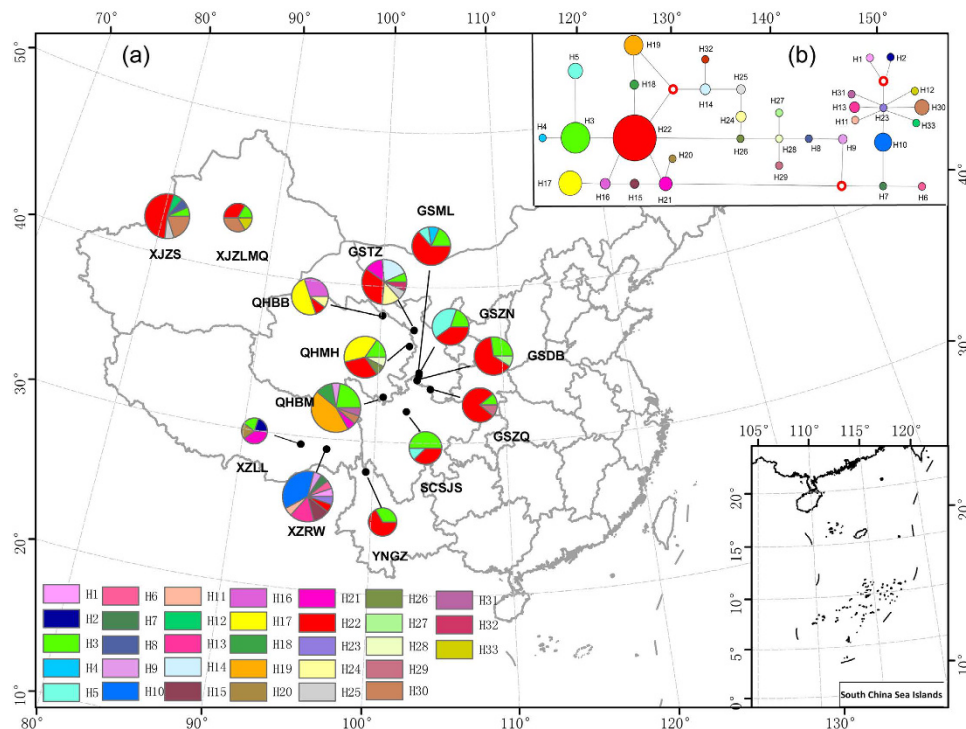 70° 80° 90° 100° 110° 120° 130° 140° 150°
50°
40°
30°
20°
10°
(a)
(b)
H19
H32
H5
H18
H25
H14
H1
H2
H31
H12
H13
H30
H23
H11
H33
H27
H24
H22
H3
H4
H26
H28
H8
H9
H10
H20
H29
H17
H16
H15
H21
H7
H6
40°
20°
10°
XJZS
XJZLMQ
GSML
GSTZ
QHBB
GSZN
GSDB
QHMH
QHBM
GSZQ
XZLL
SCSJS
XZRW
YNGZ
H1 H6 H11 H16 H21 H26 H31
H2 H7 H12 H17 H22 H27 H32
H3 H8 H13 H18 H23 H28 H33
H4 H9 H14 H19 H24 H29
H5 H10 H15 H20 H25 H30
105° 110° 115° 120°
20°
15°
10°
5°
0°
South China Sea Islands
80° 90° 100° 110° 120° 130°